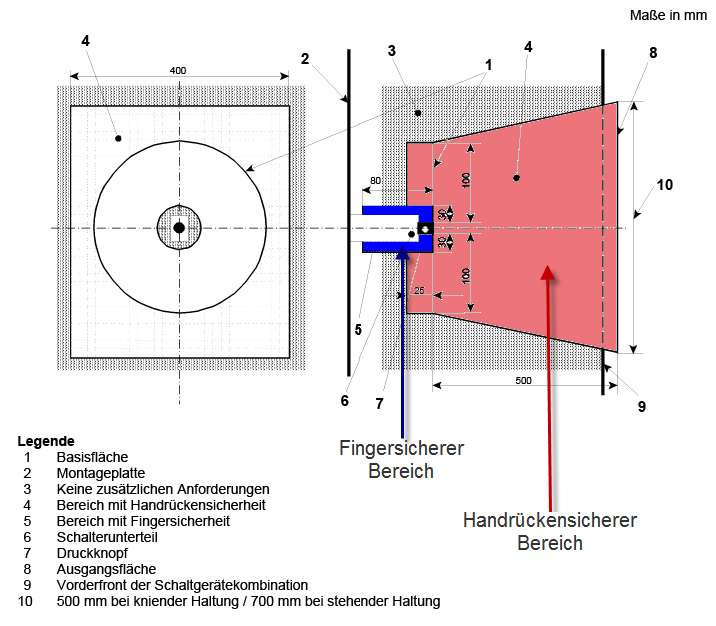 Maße in mm
4
400
2
3
1
4
8
80
100
30
10
30
100
25
5
500
6
7
9
Fingersicherer
Bereich
Handrückensicherer
Bereich
Legende
1 Basisfläche
2 Montageplatte
3 Keine zusätzlichen Anforderungen
4 Bereich mit Handrückensicherheit
5 Bereich mit Fingersicherheit
6 Schalterunterteil
7 Druckknopf
8 Ausgangsfläche
9 Vorderfront der Schaltgerätekombination
10 500 mm bei kniender Haltung / 700 mm bei stehender Haltung